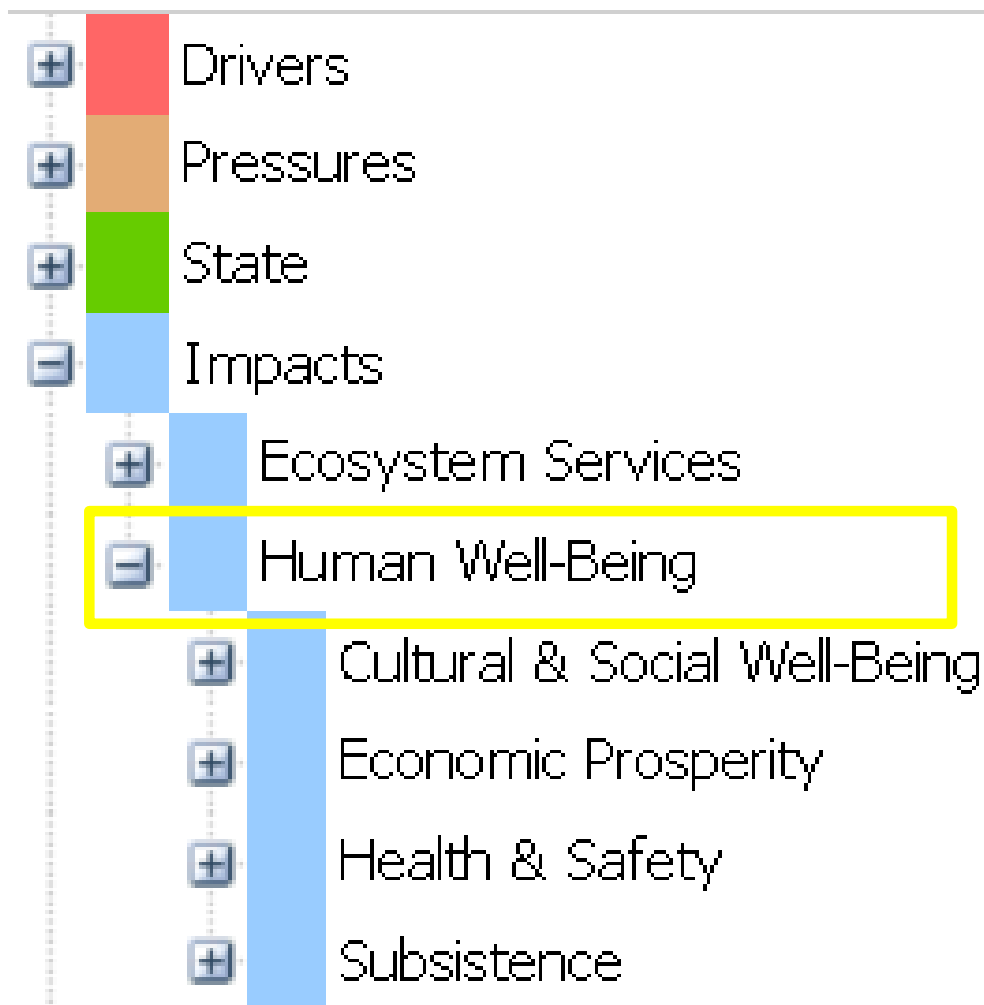 Drivers
Pressures
State
Impacts
Ecosystem Services
Human Well-Being
Cultural & Social Well-Being
Economic Prosperity
Health & Safety
Subsistence